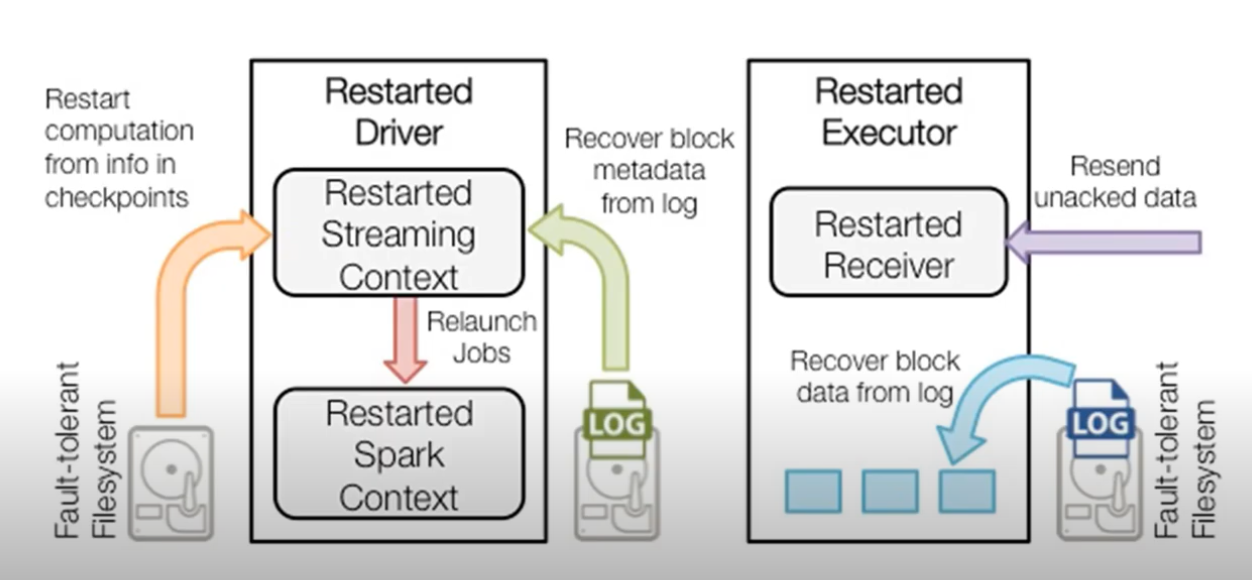 Restart
computation
from info in
checkpoints
Fault-tolerant
Filesystem
Restarted
Driver
Restarted
Streaming
Context
Relaunch
Jobs
Restarted
Spark
Context
Recover block
metadata
from log
LOG
Restarted
Executor
Restarted
Receiver
Resend
unacked data
Recover block
data from log
LOG
Fault-tolerant
Filesystem